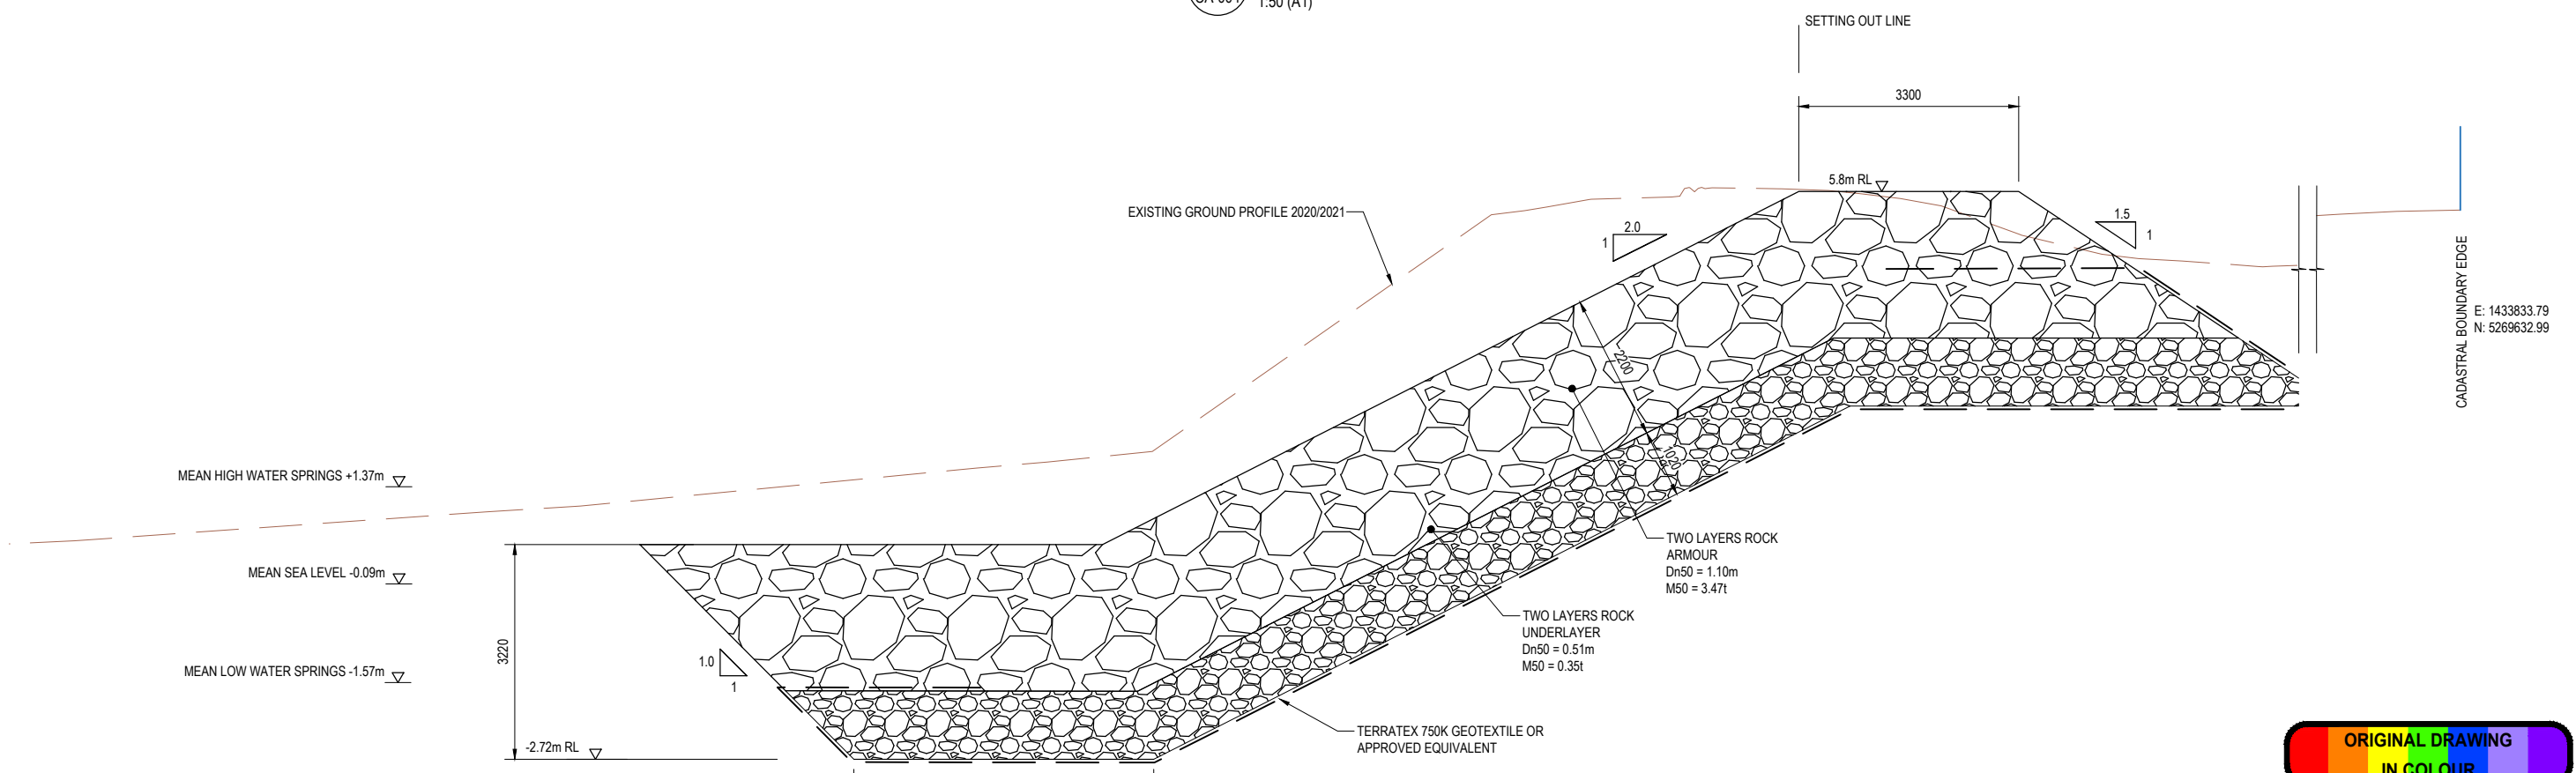 1:50 (A1)
SETTING OUT LINE
3300
5.8m RL
EXISTING GROUND PROFILE 2020/2021
2.0
1
1.5
1
CADASTRAL BOUNDARY EDGE
E: 1433833.79
N: 5269632.99
2200
1020
MEAN HIGH WATER SPRINGS +1.37m
MEAN SEA LEVEL -0.09m
MEAN LOW WATER SPRINGS -1.57m
3220
1.0
1
-2.72m RL
TWO LAYERS ROCK
ARMOUR
Dn50 = 1.10m
M50 = 3.47t
TWO LAYERS ROCK
UNDERLAYER
Dn50 = 0.51m
M50 = 0.35t
TERRATEX 750K GEOTEXTILE OR
APPROVED EQUIVALENT
ORIGINAL DRAWING
IN COLOUR